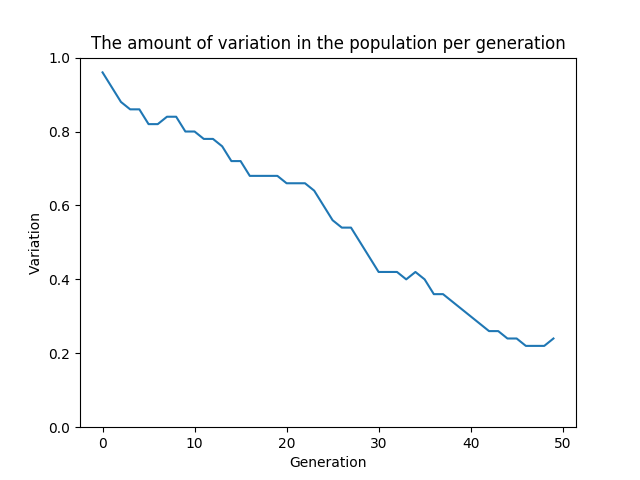 The amount of variation in the population per generation
1.0
0.8
0.6
0.4
0.2
0.0
Variation
0 10 20 30 40 50
Generation